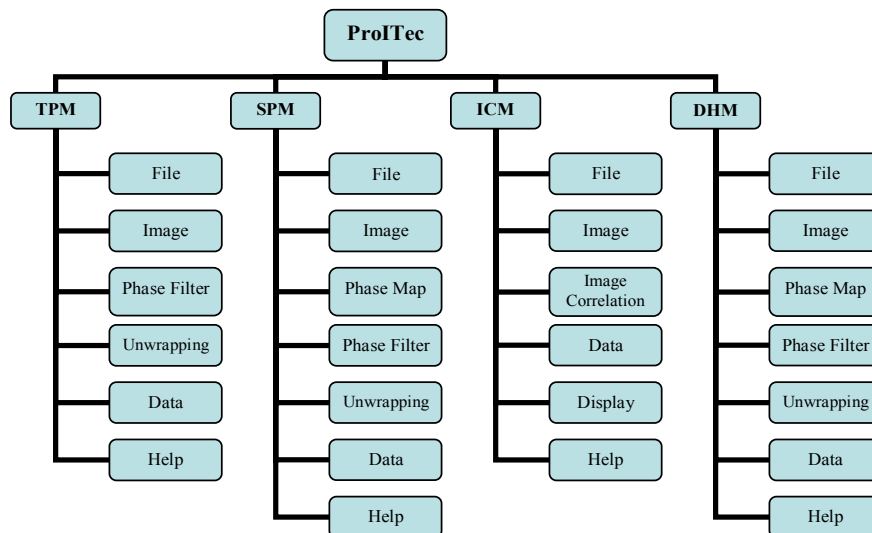 ProITec
TPM
SPM
ICM
DHM
File
Image
Phase Filter
Unwrapping
Data
Help
File
Image
Phase Map
Phase Filter
Unwrapping
Data
Help
File
Image
Image
Correlation
Data
Display
Help
File
Image
Phase Map
Phase Filter
Unwrapping
Data
Help